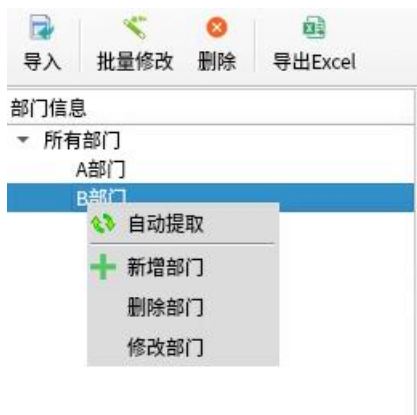 导入 批量修改 删除 导出Excel
部门信息
所有部门
A部门
B部门
自动提取
新增部门
删除部门
修改部门